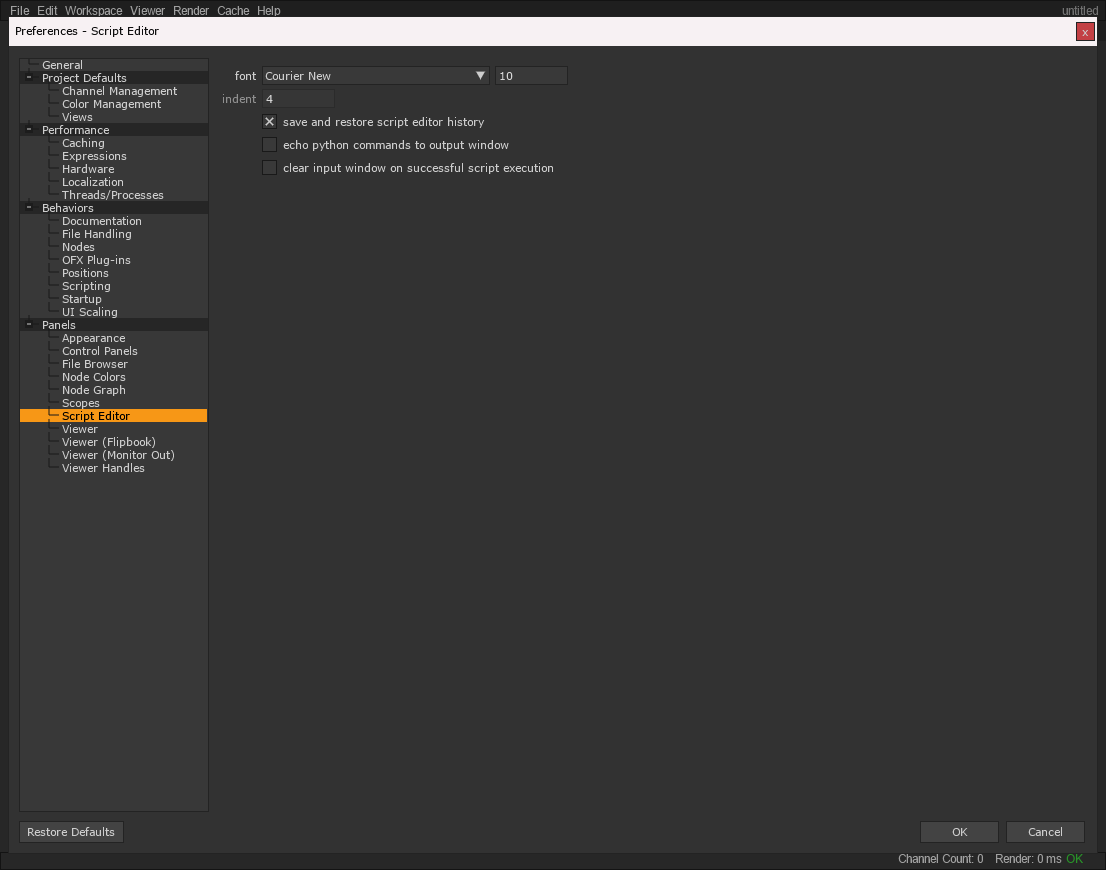 File Edit Workspace Viewer Render Cache Help untitled
Preferences - Script Editor x
General
Project Defaults
Channel Management
Color Management
Views
Performance
Caching
Expressions
Hardware
Localization
Threads/Processes
Behaviors
Documentation
File Handling
Nodes
OFX Plug-ins
Positions
Scripting
Startup
UI Scaling
Panels
Appearance
Control Panels
File Browser
Node Colors
Node Graph
Scopes
Script Editor
Viewer
Viewer (Flipbook)
Viewer (Monitor Out)
Viewer Handles
font Courier New 10
indent 4
save and restore script editor history
echo python commands to output window
clear input window on successful script execution
Restore Defaults OK Cancel
Channel Count: 0 Render: 0 ms OK